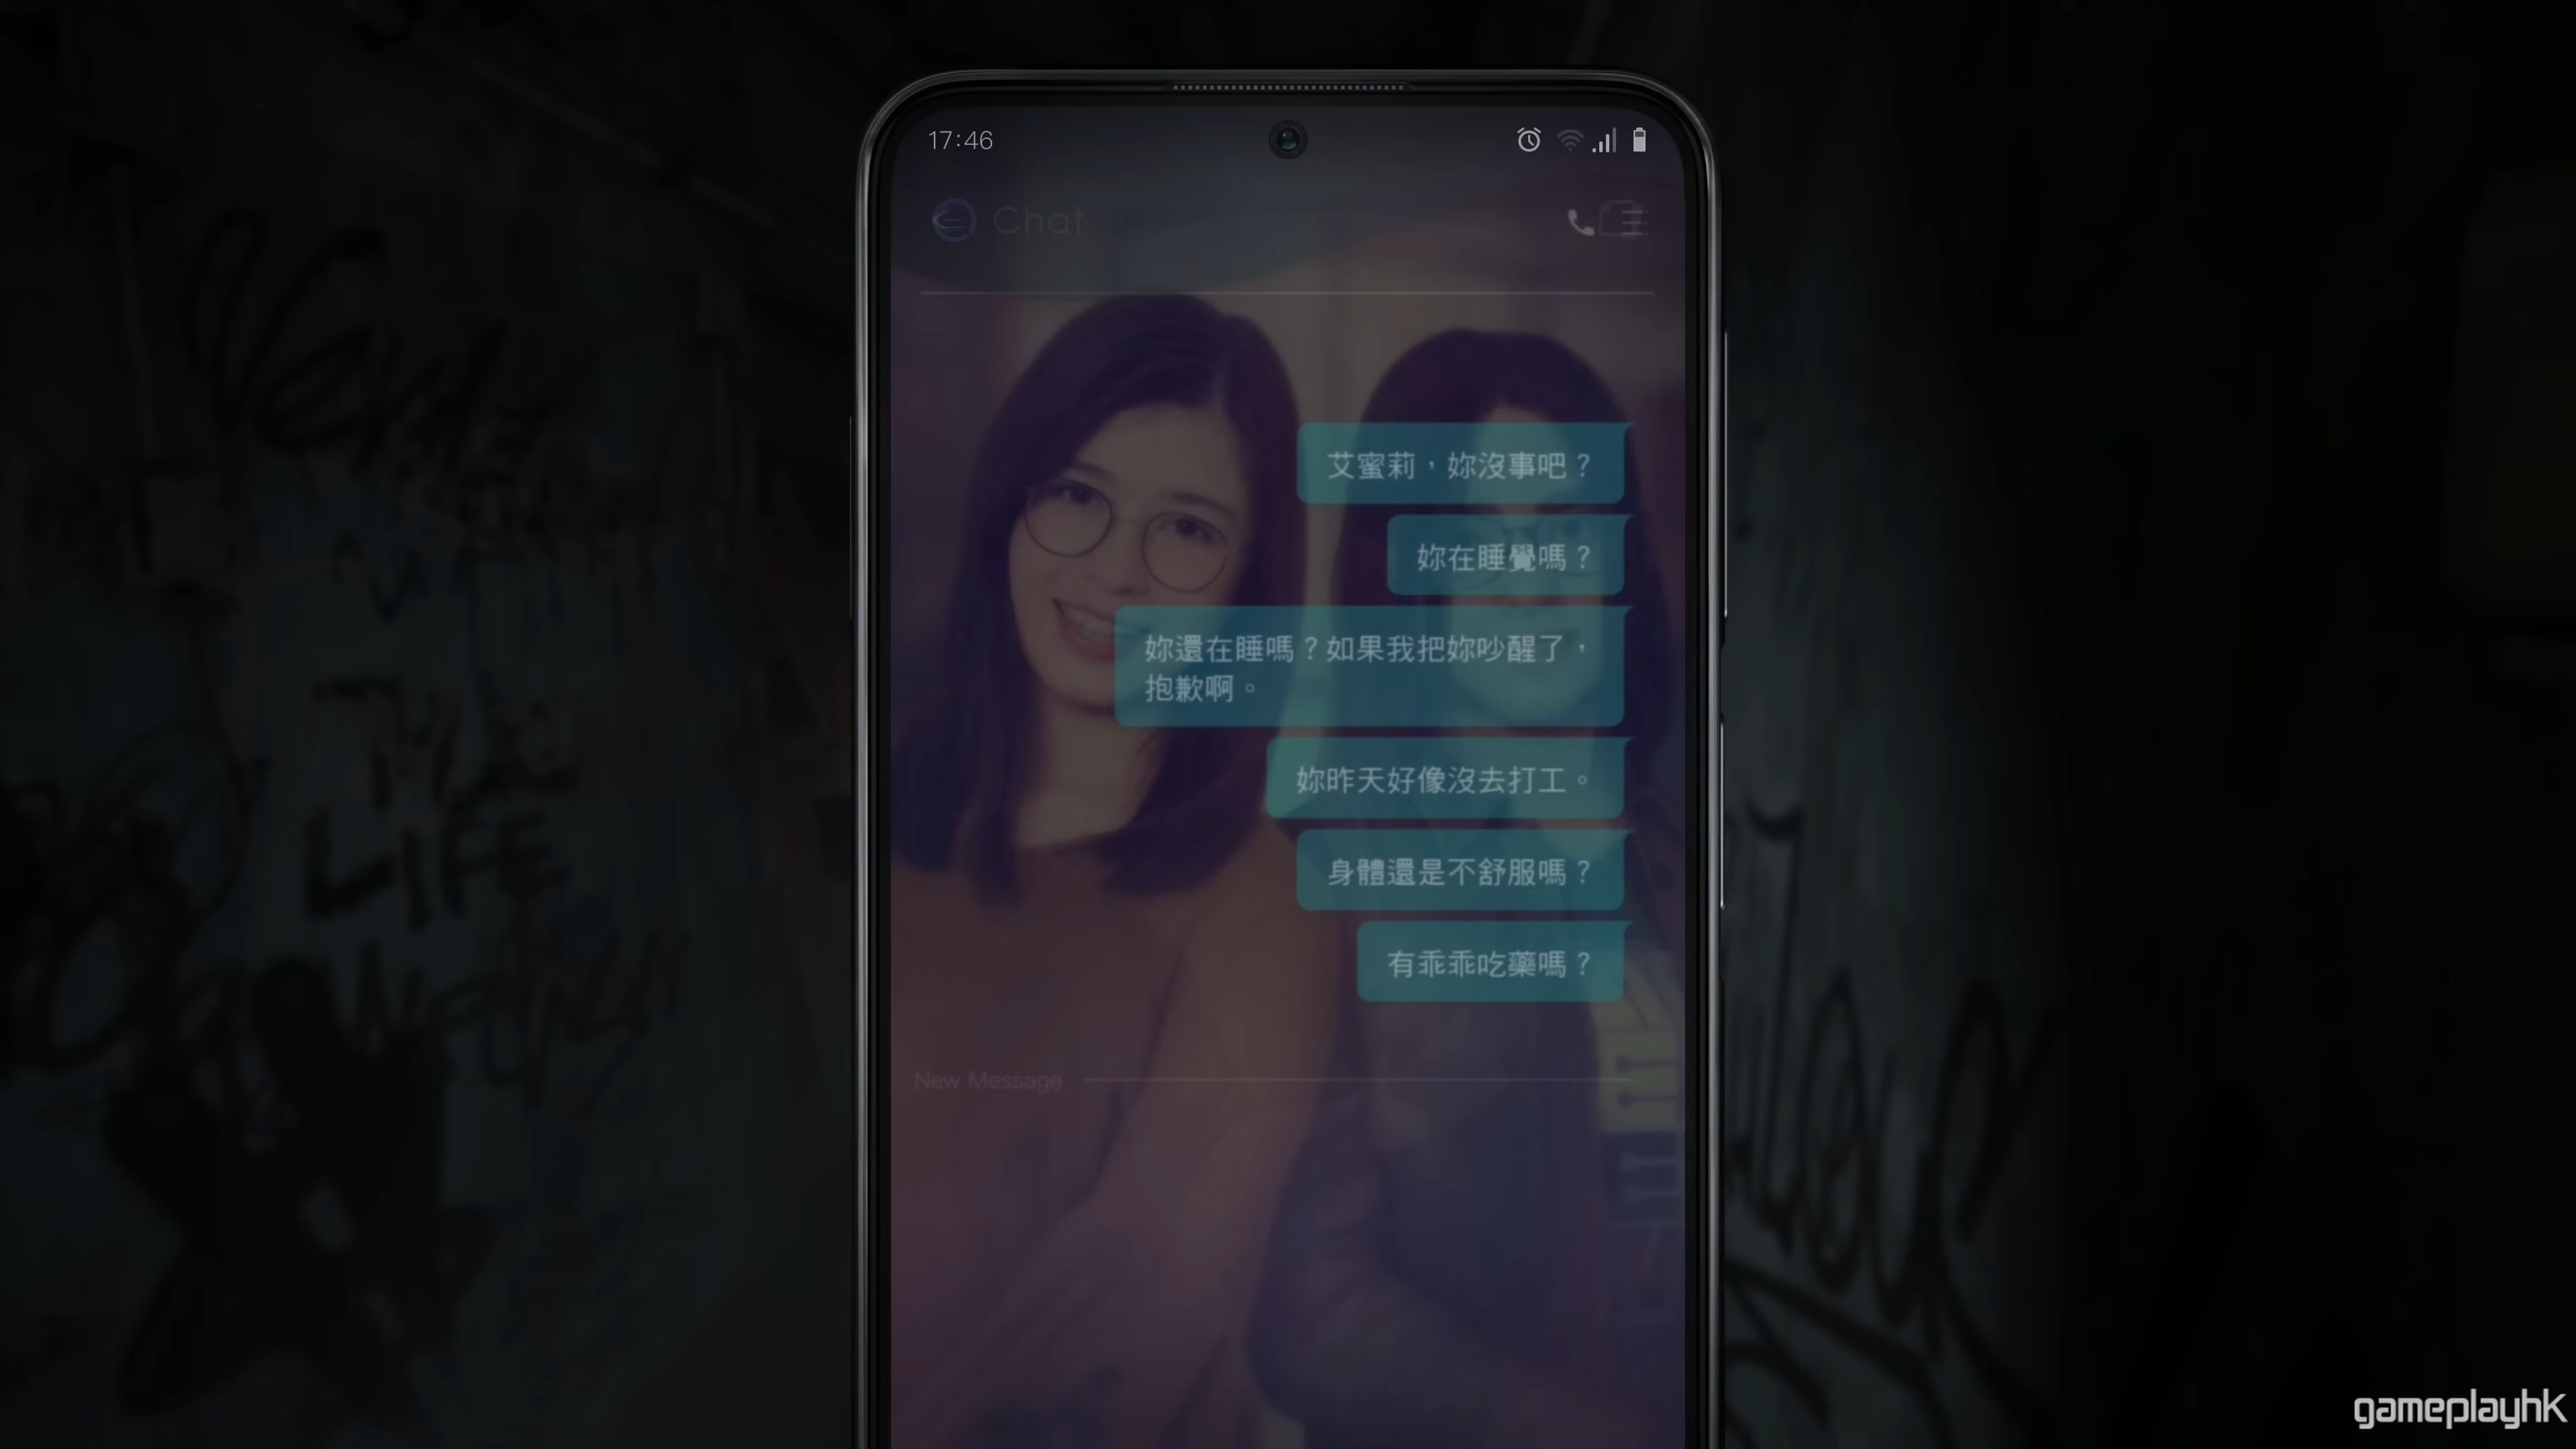 17:46
Chat
艾蜜莉，妳沒事吧？
妳在睡覺嗎？
妳還在睡嗎？如果我把妳吵醒了，
抱歉啊。
妳昨天好像沒去打工。
身體還是不舒服嗎？
有乖乖吃藥嗎？
New Message
LIFE
gameplayhk